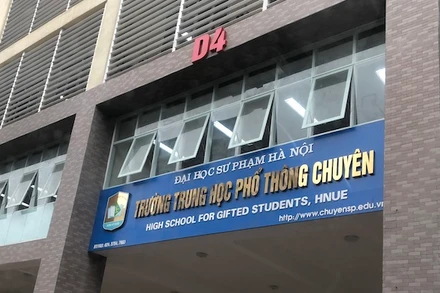 D4
ĐẠI HỌC SƯ PHẠM HÀ NỘI
TRƯỜNG TRUNG HỌC PHỔ THÔNG CHUYÊN
HIGH SCHOOL FOR GIFTED STUDENTS, HNUE
http://www.chuyensp.edu.vn